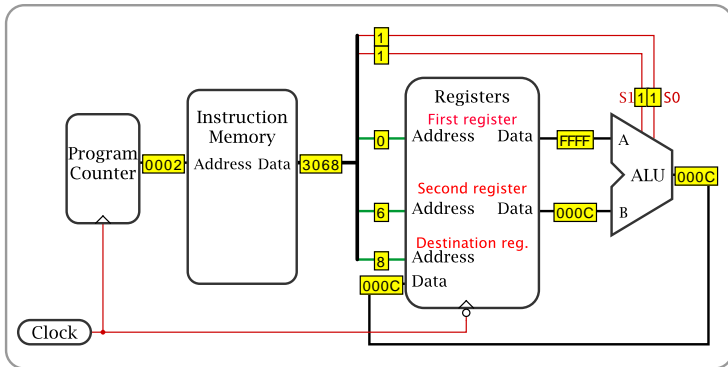 1
1
S1 1 1 S0
Registers
First register
Instruction
Memory
Program
Counter
0002
Address Data
3068
0
Address Data
FFFF
A
ALU
000C
Second register
6
Address Data
000C
B
Destination reg.
8
Address
000C
Data
Clock